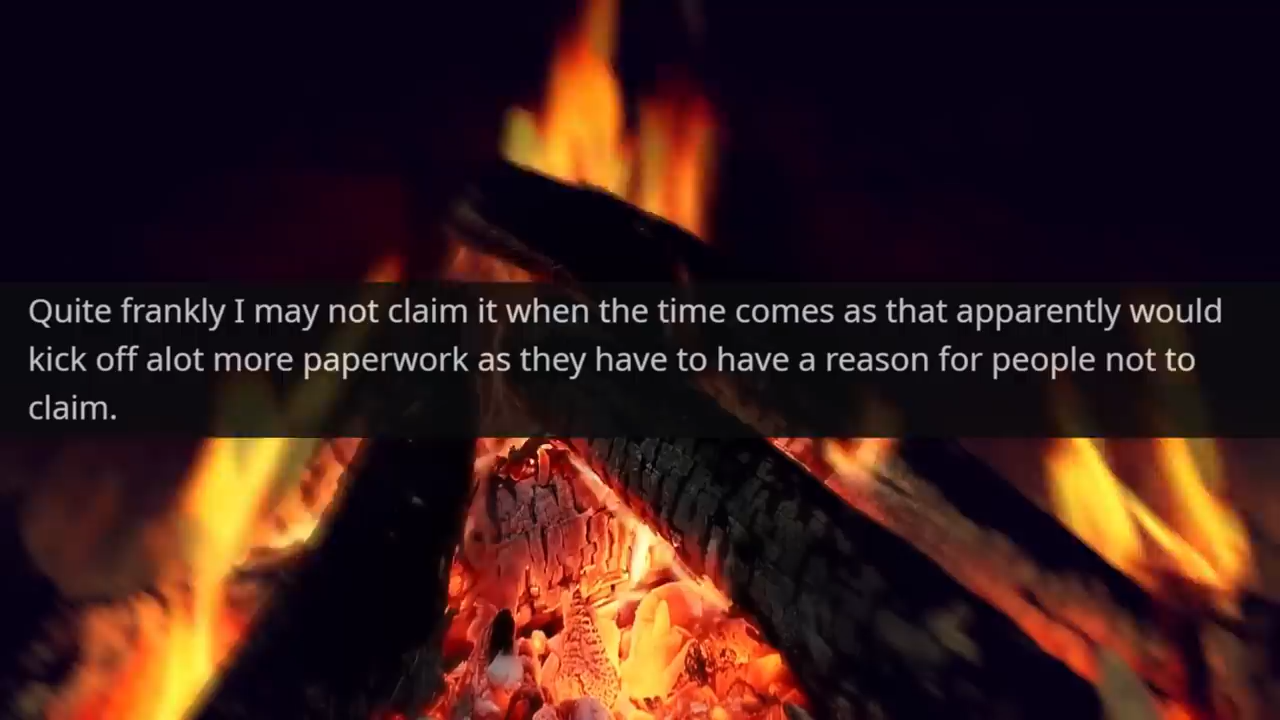 Quite frankly I may not claim it when the time comes as that apparently would
kick off alot more paperwork as they have to have a reason for people not to
claim.